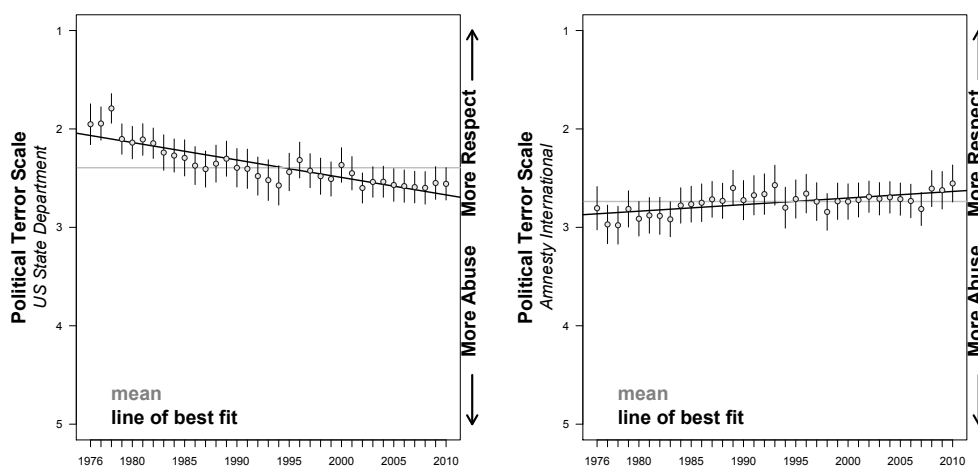 Political Terror Scale
US State Department
1
2
3
4
5
More Respect
More Abuse
mean
line of best fit
1976 1980 1985 1990 1995 2000 2005 2010
Political Terror Scale
Amnesty International
1
2
3
4
5
More Respect
More Abuse
mean
line of best fit
1976 1980 1985 1990 1995 2000 2005 2010